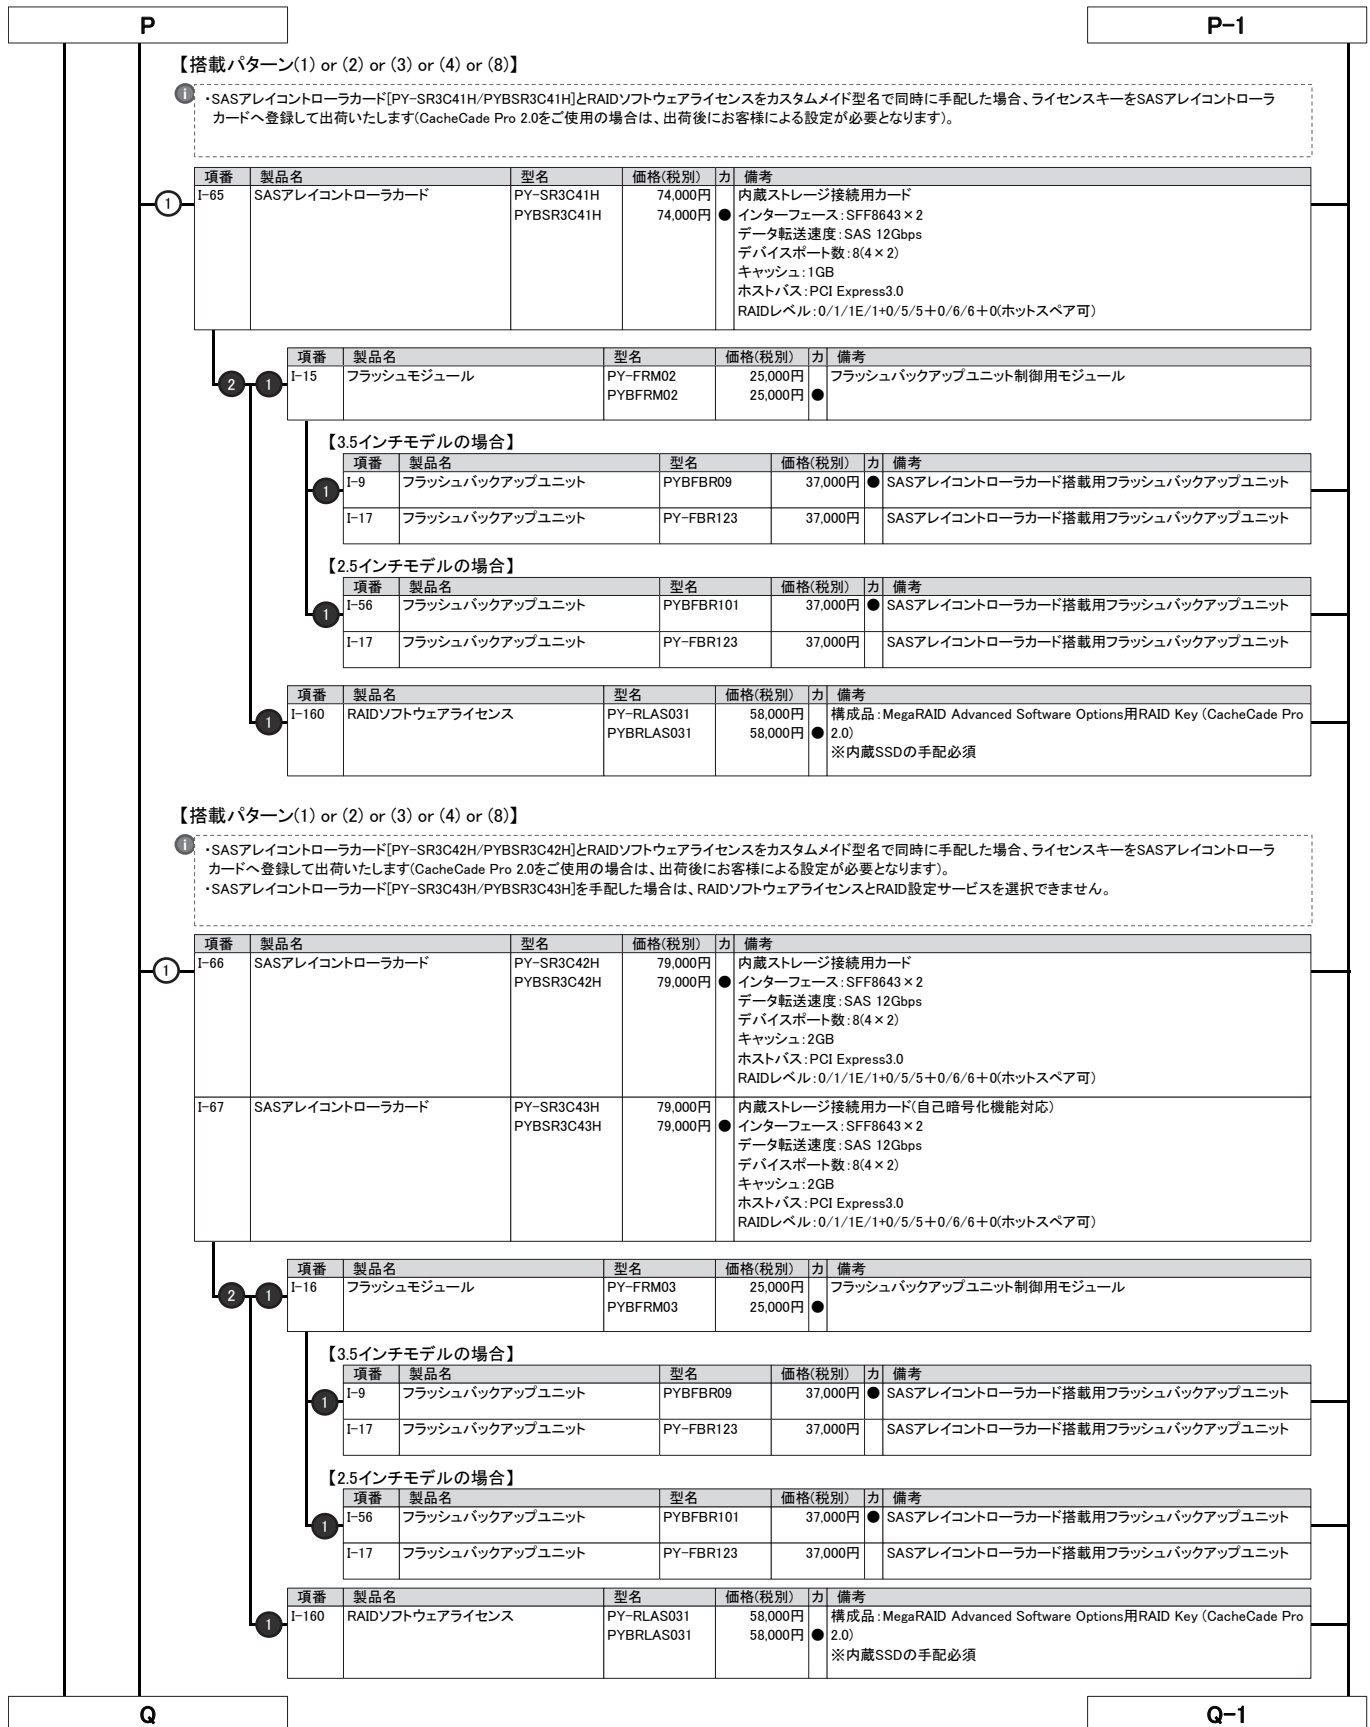 P
P-1
【搭載パターン(1) or (2) or (3) or (4) or (8)】
i
・SASアレイコントローラカード[PY-SR3C41H/PYBSR3C41H]とRAIDソフトウェアライセンスをカスタムメイド型名で同時に手配した場合、ライセンスキーをSASアレイコントローラ
カードへ登録して出荷いたします(CacheCade Pro 2.0をご使用の場合は、出荷後にお客様による設定が必要となります)。
項番 製品名 型名 価格(税別) カ 備考
1 I-65 SASアレイコントローラカード PY-SR3C41H 74,000円 内蔵ストレージ接続用カード
PYBSR3C41H 74,000円 ● インターフェース:SFF8643×2
データ転送速度:SAS 12Gbps
デバイスポート数:8(4×2)
キャッシュ:1GB
ホストバス:PCI Express3.0
RAIDレベル:0/1/1E/1+0/5/5+0/6/6+0(ホットスペア可)
項番 製品名 型名 価格(税別) カ 備考
2 1 I-15 フラッシュモジュール PY-FRM02 25,000円 フラッシュバックアップユニット制御用モジュール
PYBFRM02 25,000円 ●
【3.5インチモデルの場合】
項番 製品名 型名 価格(税別) カ 備考
1 I-9 フラッシュバックアップユニット PYBFBR09 37,000円 ● SASアレイコントローラカード搭載用フラッシュバックアップユニット
I-17 フラッシュバックアップユニット PY-FBR123 37,000円 SASアレイコントローラカード搭載用フラッシュバックアップユニット
【2.5インチモデルの場合】
項番 製品名 型名 価格(税別) カ 備考
1 I-56 フラッシュバックアップユニット PYBFBR101 37,000円 ● SASアレイコントローラカード搭載用フラッシュバックアップユニット
I-17 フラッシュバックアップユニット PY-FBR123 37,000円 SASアレイコントローラカード搭載用フラッシュバックアップユニット
項番 製品名 型名 価格(税別) カ 備考
1 I-160 RAIDソフトウェアライセンス PY-RLAS031 58,000円 構成品:MegaRAID Advanced Software Options用RAID Key (CacheCade Pro
PYBRLAS031 58,000円 ● 2.0)
※内蔵SSDの手配必須
【搭載パターン(1) or (2) or (3) or (4) or (8)】
i
・SASアレイコントローラカード[PY-SR3C42H/PYBSR3C42H]とRAIDソフトウェアライセンスをカスタムメイド型名で同時に手配した場合、ライセンスキーをSASアレイコントローラ
カードへ登録して出荷いたします(CacheCade Pro 2.0をご使用の場合は、出荷後にお客様による設定が必要となります)。
・SASアレイコントローラカード[PY-SR3C43H/PYBSR3C43H]を手配した場合は、RAIDソフトウェアライセンスとRAID設定サービスを選択できません。
項番 製品名 型名 価格(税別) カ 備考
1 I-66 SASアレイコントローラカード PY-SR3C42H 79,000円 内蔵ストレージ接続用カード
PYBSR3C42H 79,000円 ● インターフェース:SFF8643×2
データ転送速度:SAS 12Gbps
デバイスポート数:8(4×2)
キャッシュ:2GB
ホストバス:PCI Express3.0
RAIDレベル:0/1/1E/1+0/5/5+0/6/6+0(ホットスペア可)
I-67 SASアレイコントローラカード PY-SR3C43H 79,000円 内蔵ストレージ接続用カード(自己暗号化機能対応)
PYBSR3C43H 79,000円 ● インターフェース:SFF8643×2
データ転送速度:SAS 12Gbps
デバイスポート数:8(4×2)
キャッシュ:2GB
ホストバス:PCI Express3.0
RAIDレベル:0/1/1E/1+0/5/5+0/6/6+0(ホットスペア可)
項番 製品名 型名 価格(税別) カ 備考
2 1 I-16 フラッシュモジュール PY-FRM03 25,000円 フラッシュバックアップユニット制御用モジュール
PYBFRM03 25,000円 ●
【3.5インチモデルの場合】
項番 製品名 型名 価格(税別) カ 備考
1 I-9 フラッシュバックアップユニット PYBFBR09 37,000円 ● SASアレイコントローラカード搭載用フラッシュバックアップユニット
I-17 フラッシュバックアップユニット PY-FBR123 37,000円 SASアレイコントローラカード搭載用フラッシュバックアップユニット
【2.5インチモデルの場合】
項番 製品名 型名 価格(税別) カ 備考
1 I-56 フラッシュバックアップユニット PYBFBR101 37,000円 ● SASアレイコントローラカード搭載用フラッシュバックアップユニット
I-17 フラッシュバックアップユニット PY-FBR123 37,000円 SASアレイコントローラカード搭載用フラッシュバックアップユニット
項番 製品名 型名 価格(税別) カ 備考
1 I-160 RAIDソフトウェアライセンス PY-RLAS031 58,000円 構成品:MegaRAID Advanced Software Options用RAID Key (CacheCade Pro
PYBRLAS031 58,000円 ● 2.0)
※内蔵SSDの手配必須
Q
Q-1